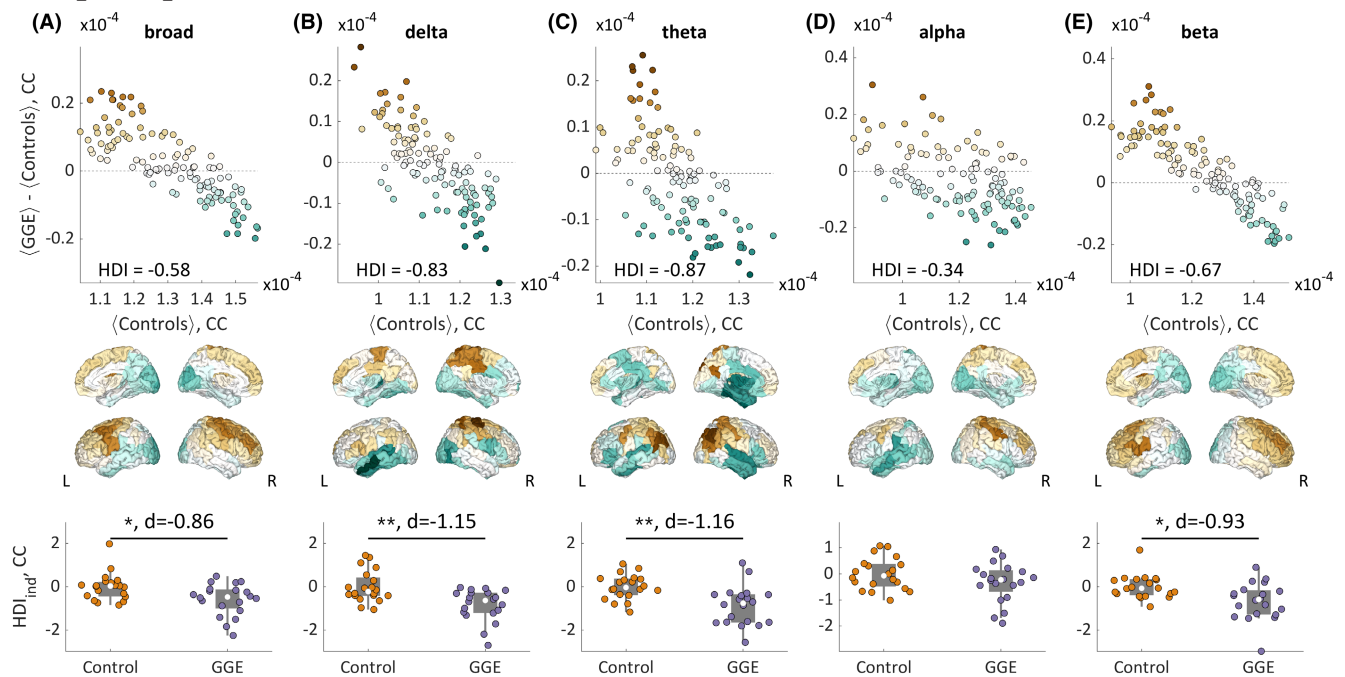 (A) x10⁻⁴ broad
(B) x10⁻⁴ delta
(C) x10⁻⁴ theta
(D) x10⁻⁴ alpha
(E) x10⁻⁴ beta
⟨GGE⟩ - ⟨Controls⟩, CC
0.2
0
-0.2
HDI = -0.58
1.1 1.2 1.3 1.4 1.5 x10⁻⁴
⟨Controls⟩, CC
0.2
0.1
0
-0.1
-0.2
HDI = -0.83
1 1.1 1.2 1.3 x10⁻⁴
⟨Controls⟩, CC
0.2
0.1
0
-0.1
-0.2
HDI = -0.87
1 1.1 1.2 1.3 x10⁻⁴
⟨Controls⟩, CC
0.4
0.2
0
-0.2
HDI = -0.34
1 1.2 1.4 x10⁻⁴
⟨Controls⟩, CC
0.4
0.2
0
0.2
HDI = -0.67
1 1.2 1.4 x10⁻⁴
⟨Controls⟩, CC
L R L R L R L R L R
HDIind, CC
*, d=-0.86
2
0
-2
Control GGE
**, d=-1.15
2
0
-2
Control GGE
**, d=-1.16
2
0
-2
Control GGE
1
0
-1
-2
Control GGE
*, d=-0.93
2
0
-2
Control GGE